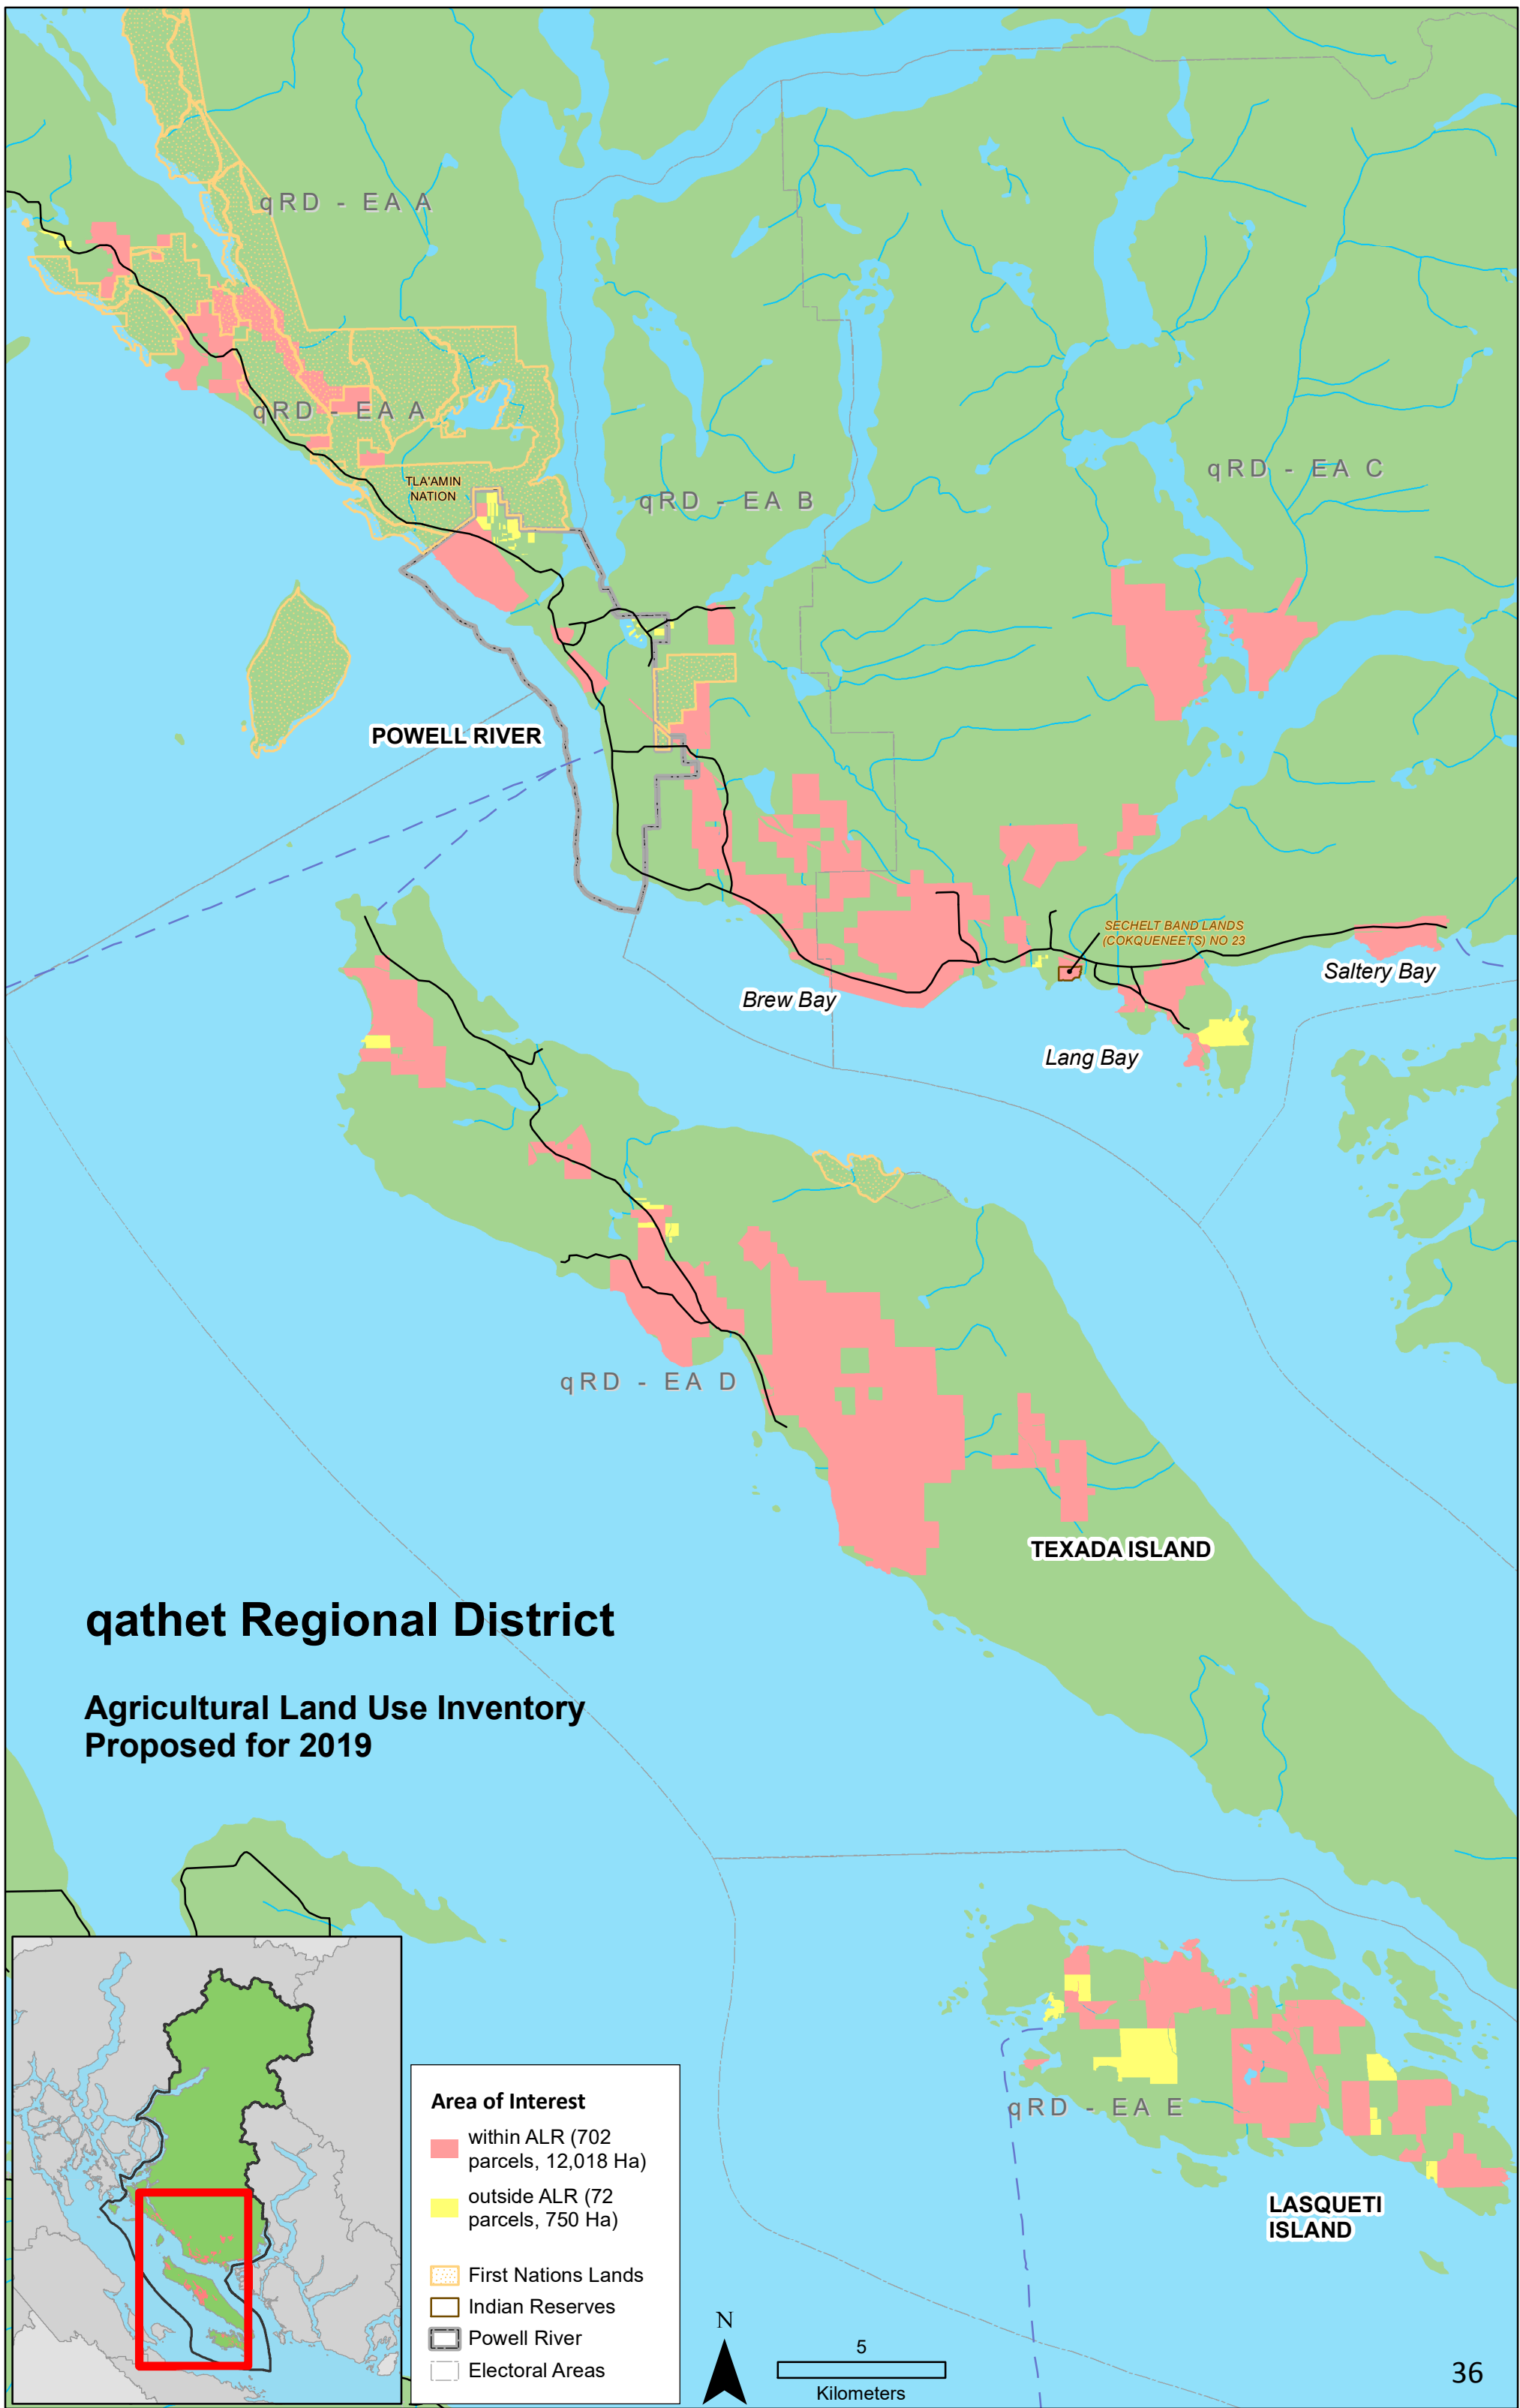 qRD - EA A
qRD - EA A
TLA'AMIN
NATION
qRD - EA B
qRD - EA C
POWELL RIVER
SECHELT BAND LANDS
(COKQUENEETS) NO 23
Saltery Bay
Brew Bay
Lang Bay
qRD - EA D
TEXADA ISLAND
qathet Regional District
Agricultural Land Use Inventory
Proposed for 2019
qRD - EA E
LASQUETI
ISLAND
Area of Interest
within ALR (702
parcels, 12,018 Ha)
outside ALR (72
parcels, 750 Ha)
First Nations Lands
Indian Reserves
Powell River
Electoral Areas
N
5
Kilometers
36